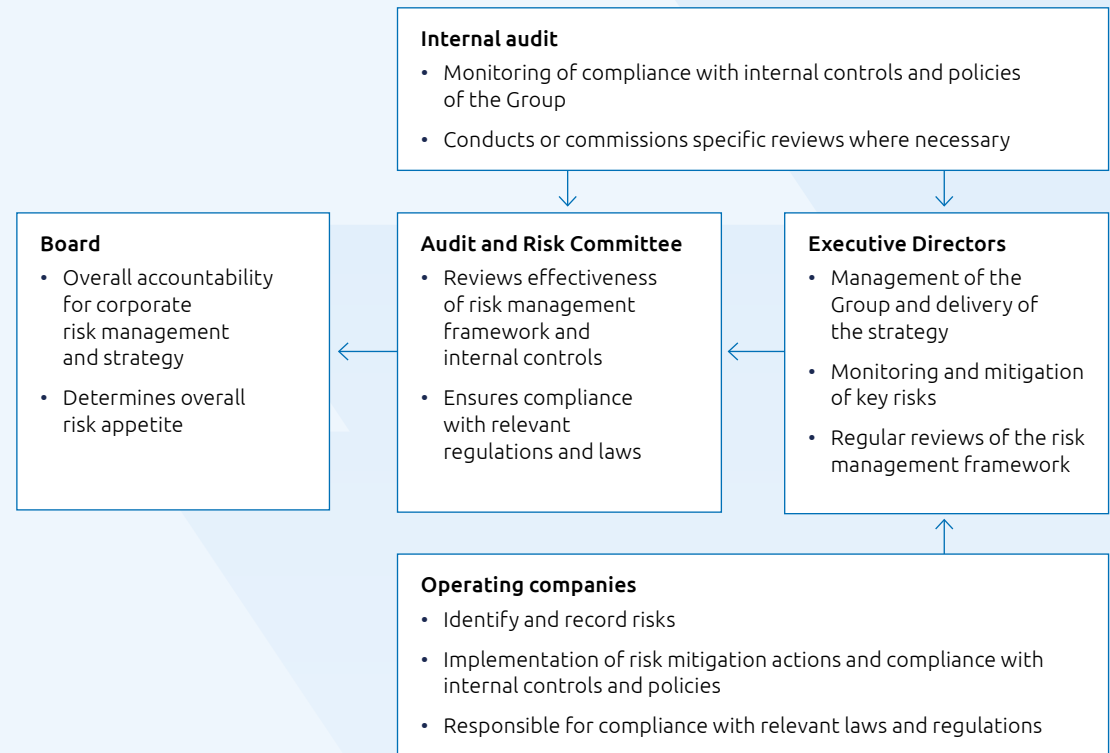 Internal audit
• Monitoring of compliance with internal controls and policies
of the Group
• Conducts or commissions specific reviews where necessary
Board
• Overall accountability
for corporate
risk management
and strategy
• Determines overall
risk appetite
Audit and Risk Committee
• Reviews effectiveness
of risk management
framework and
internal controls
• Ensures compliance
with relevant
regulations and laws
Executive Directors
• Management of the
Group and delivery of
the strategy
• Monitoring and mitigation
of key risks
• Regular reviews of the risk
management framework
Operating companies
• Identify and record risks
• Implementation of risk mitigation actions and compliance with
internal controls and policies
• Responsible for compliance with relevant laws and regulations